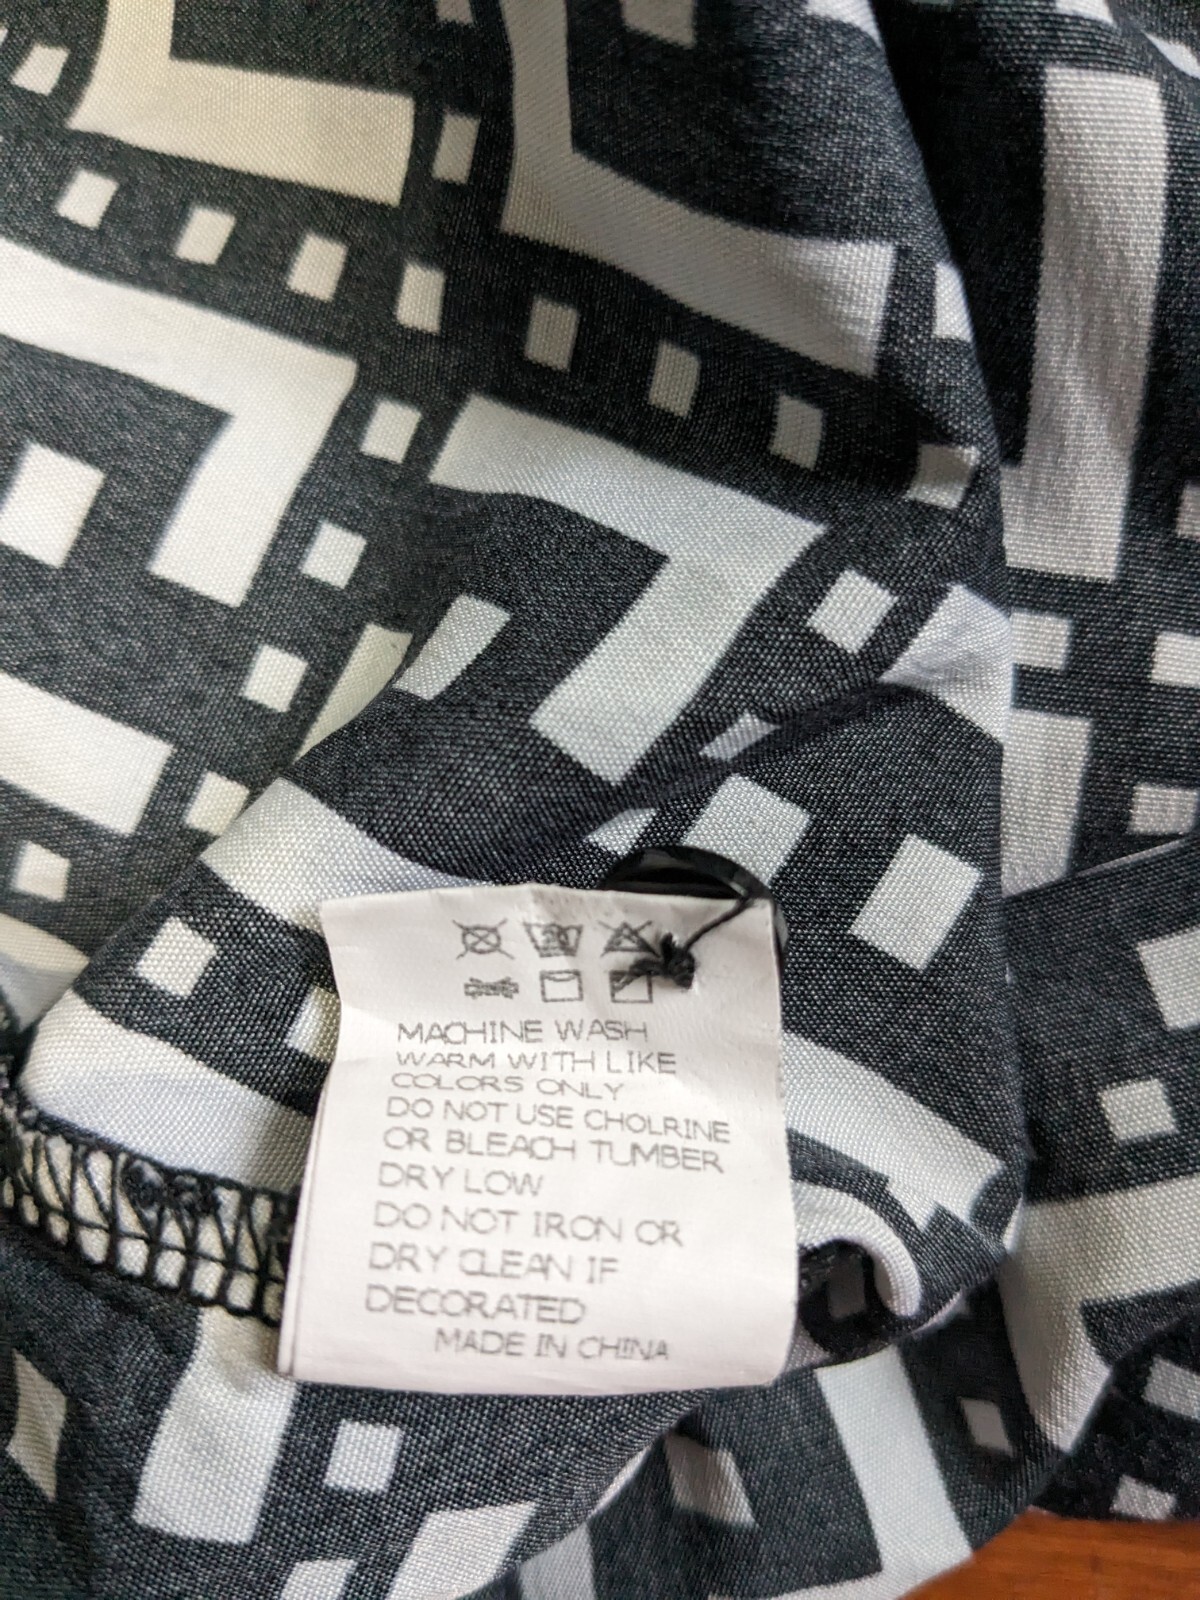 MACHINE WASH
WARM WITH LIKE
COLORS ONLY
DO NOT USE CHOLRINE
OR BLEACH TUMBER
DRY LOW
DO NOT IRON OR
DRY CLEAN IF
DECORATED
MADE IN CHINA